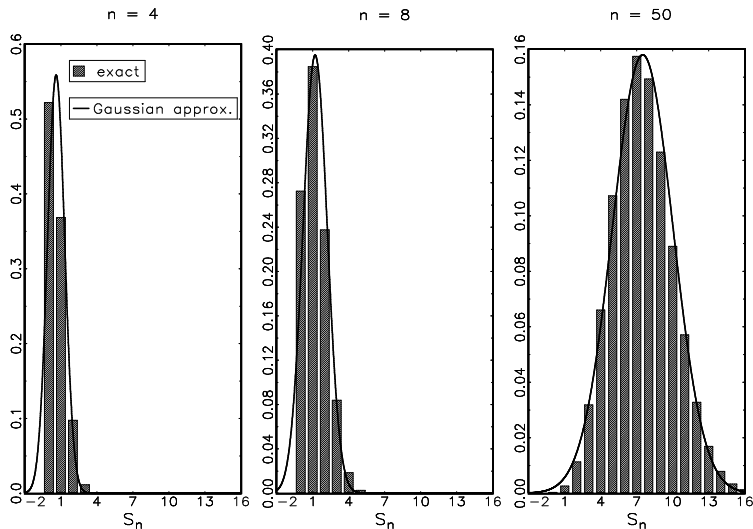 n = 4
n = 8
n = 50
exact
Gaussian approx.
0.0 0.1 0.2 0.3 0.4 0.5 0.6
−2 1 4 7 10 13 16
S_n
0.00 0.04 0.08 0.12 0.16 0.20 0.24 0.28 0.32 0.36 0.40
−2 1 4 7 10 13 16
S_n
0.00 0.02 0.04 0.06 0.08 0.10 0.12 0.14 0.16
−2 1 4 7 10 13 16
S_n